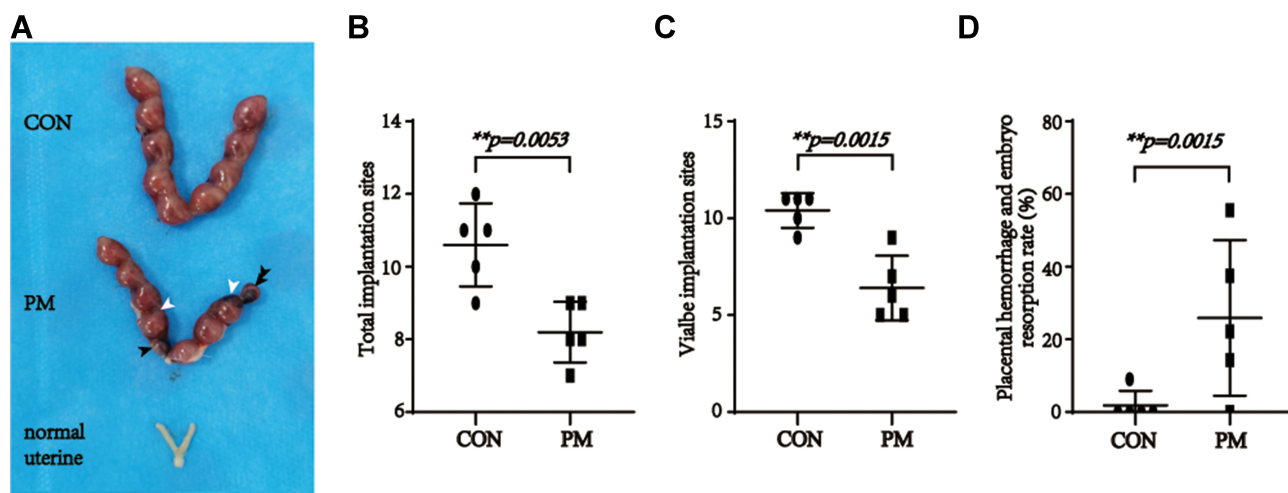 A
CON
PM
normal
uterine
B
Total implantation sites
14
12
10
8
6
**p=0.0053
CON
PM
C
Vialbe implantation sites
15
10
5
0
**p=0.0015
CON
PM
D
Placental hemorrhage and embryo
resorption rate (%)
80
60
40
20
0
**p=0.0015
CON
PM